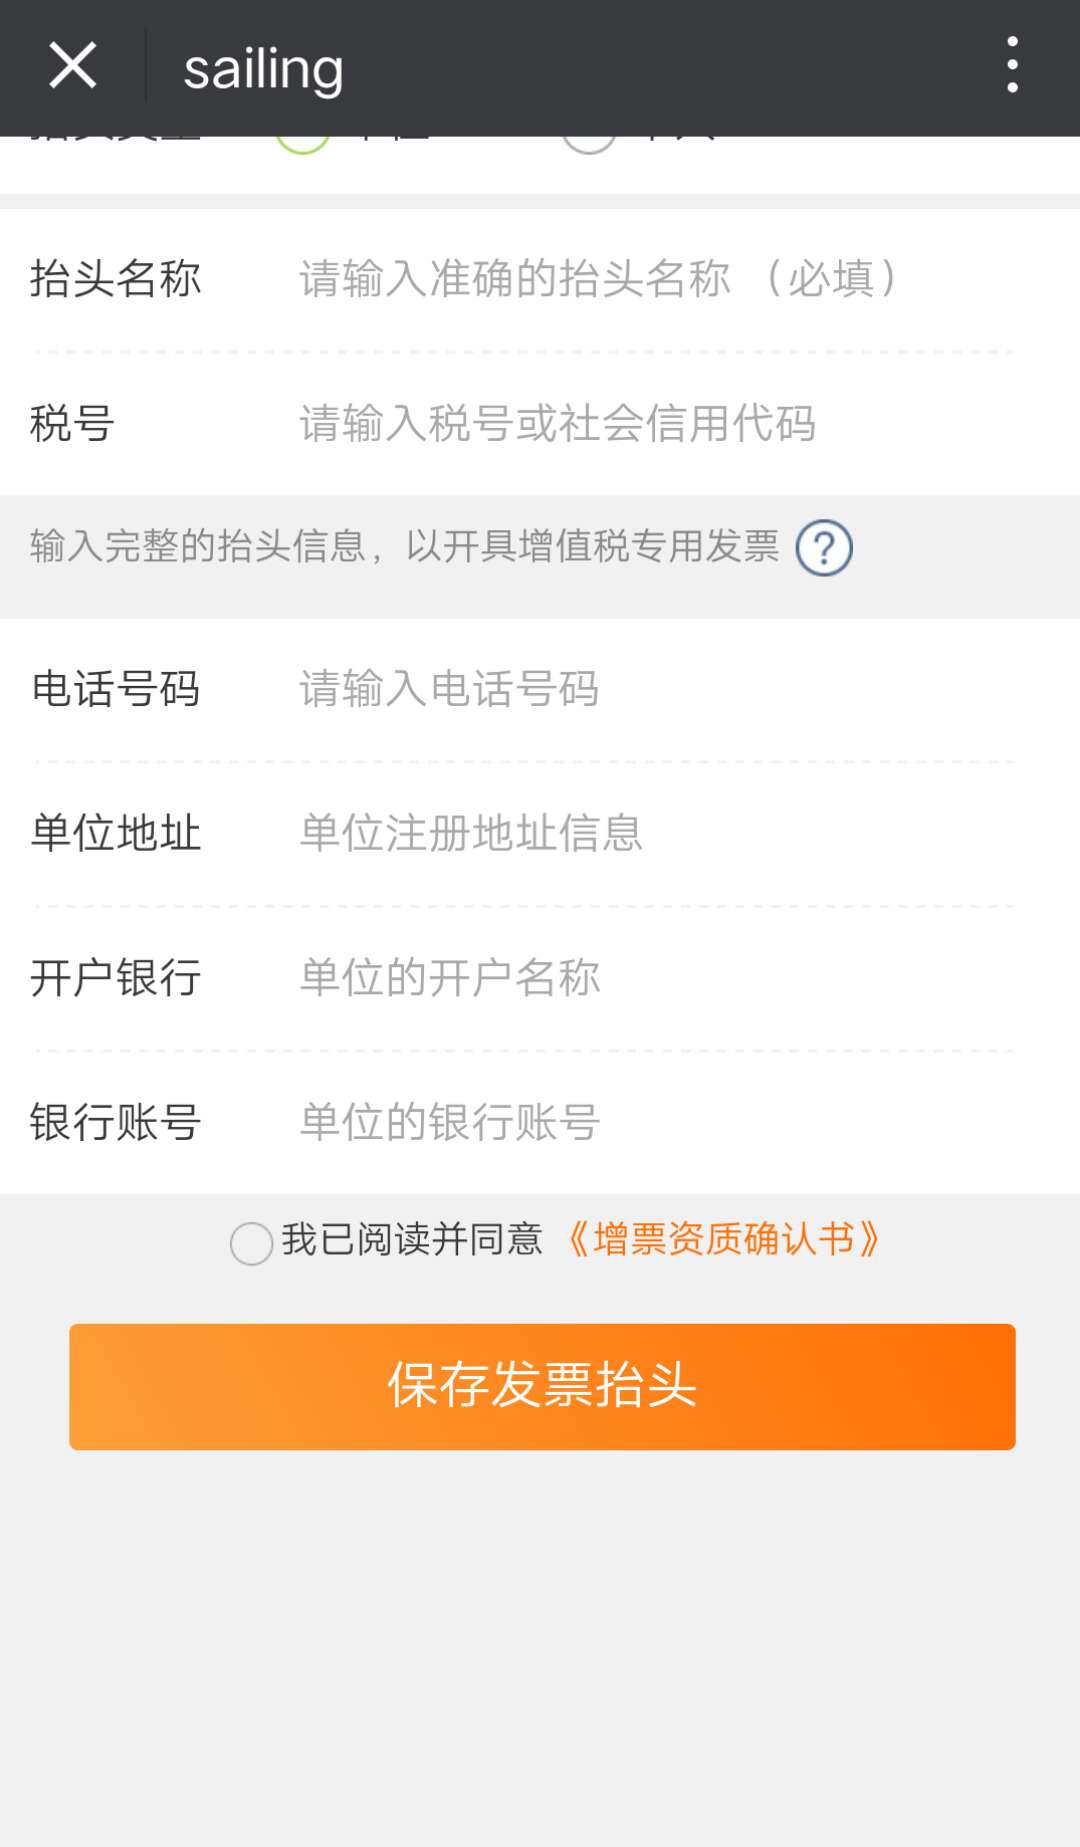 sailing
抬头名称 请输入准确的抬头名称 （必填）
税号 请输入税号或社会信用代码
输入完整的抬头信息，以开具增值税专用发票 ?
电话号码 请输入电话号码
单位地址 单位注册地址信息
开户银行 单位的开户名称
银行账号 单位的银行账号
我已阅读并同意 《增票资质确认书》
保存发票抬头